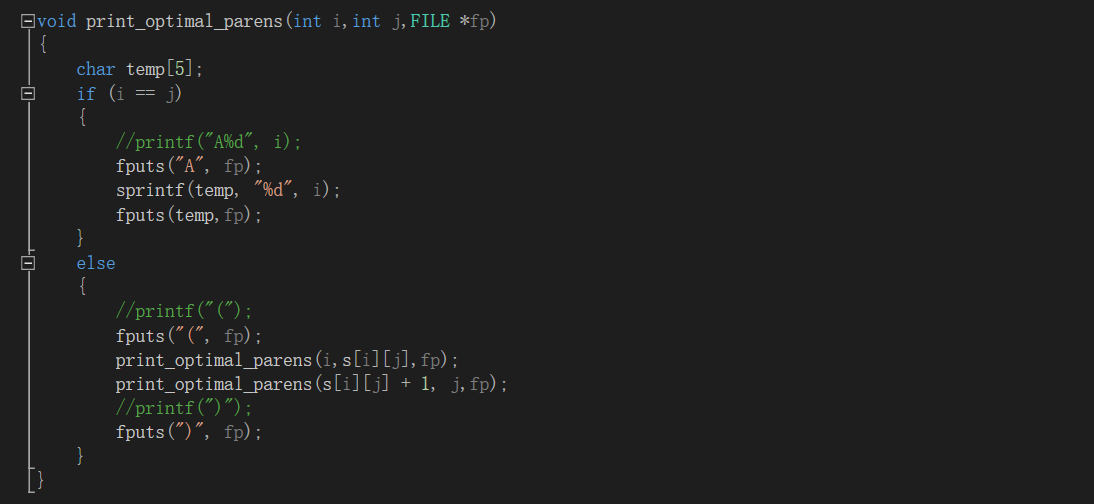 void print_optimal_parens(int i,int j,FILE *fp)
{
    char temp[5];
    if (i == j)
    {
        //printf("A%d", i);
        fputs("A", fp);
        sprintf(temp, "%d", i);
        fputs(temp,fp);
    }
    else
    {
        //printf("(");
        fputs("(", fp);
        print_optimal_parens(i,s[i][j],fp);
        print_optimal_parens(s[i][j] + 1, j,fp);
        //printf(")");
        fputs(")", fp);
    }
}